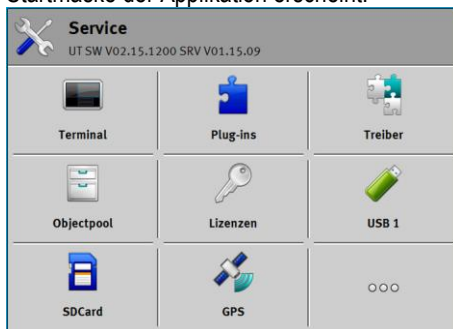 Startmaske der Applikation erscheint:
Service
UT SW V02.15.1200 SRV V01.15.09
Terminal
Plug-ins
Treiber
Objectpool
Lizenzen
USB 1
SDCard
GPS